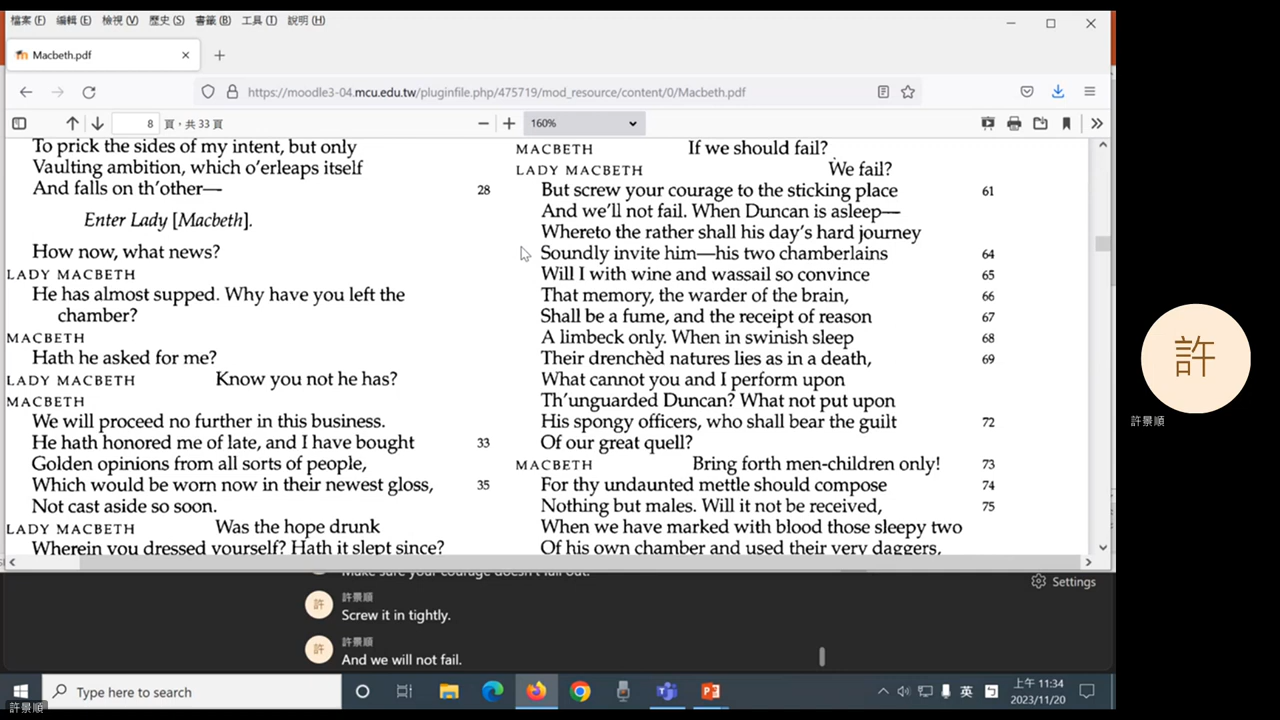 檔案(F) 編輯(E) 檢視(V) 歷史(S) 書籤(B) 工具(T) 說明(H)
Macbeth.pdf
https://moodle3-04.mcu.edu.tw/pluginfile.php/475719/mod_resource/content/0/Macbeth.pdf
8 頁,共 33 頁
160%
To prick the sides of my intent, but only
Vaulting ambition, which o'erleaps itself
And falls on th'other— 28
Enter Lady [Macbeth].
How now, what news?
LADY MACBETH
He has almost supped. Why have you left the
chamber?
MACBETH
Hath he asked for me?
LADY MACBETH Know you not he has?
MACBETH
We will proceed no further in this business.
He hath honored me of late, and I have bought 33
Golden opinions from all sorts of people,
Which would be worn now in their newest gloss, 35
Not cast aside so soon.
LADY MACBETH Was the hope drunk
Wherein you dressed yourself? Hath it slept since?
MACBETH If we should fail?
LADY MACBETH We fail?
But screw your courage to the sticking place 61
And we'll not fail. When Duncan is asleep—
Whereto the rather shall his day's hard journey
Soundly invite him—his two chamberlains 64
Will I with wine and wassail so convince 65
That memory, the warder of the brain, 66
Shall be a fume, and the receipt of reason 67
A limbeck only. When in swinish sleep 68
Their drenchèd natures lies as in a death, 69
What cannot you and I perform upon
Th'unguarded Duncan? What not put upon
His spongy officers, who shall bear the guilt 72
Of our great quell?
MACBETH Bring forth men-children only! 73
For thy undaunted mettle should compose 74
Nothing but males. Will it not be received, 75
When we have marked with blood those sleepy two
Of his own chamber and used their very daggers,
Make sure your courage doesn't fall out.
Settings
許 許景順
Screw it in tightly.
許 許景順
And we will not fail.
許
許景順
Type here to search
英
上午 11:34
2023/11/20
許景順